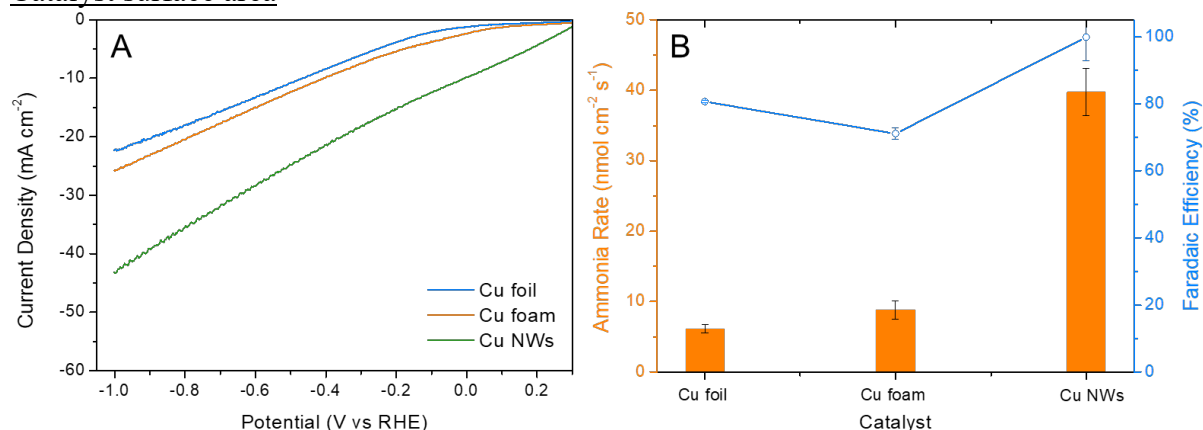 Catalyst surface area
A
Current Density (mA cm⁻²)
0
-10
-20
-30
-40
-50
-60
-1.0 -0.8 -0.6 -0.4 -0.2 0.0 0.2
Potential (V vs RHE)
Cu foil
Cu foam
Cu NWs
B
Ammonia Rate (nmol cm⁻² s⁻¹)
50
40
30
20
10
0
Cu foil Cu foam Cu NWs
Catalyst
100
80
60
40
20
0
Faradaic Efficiency (%)